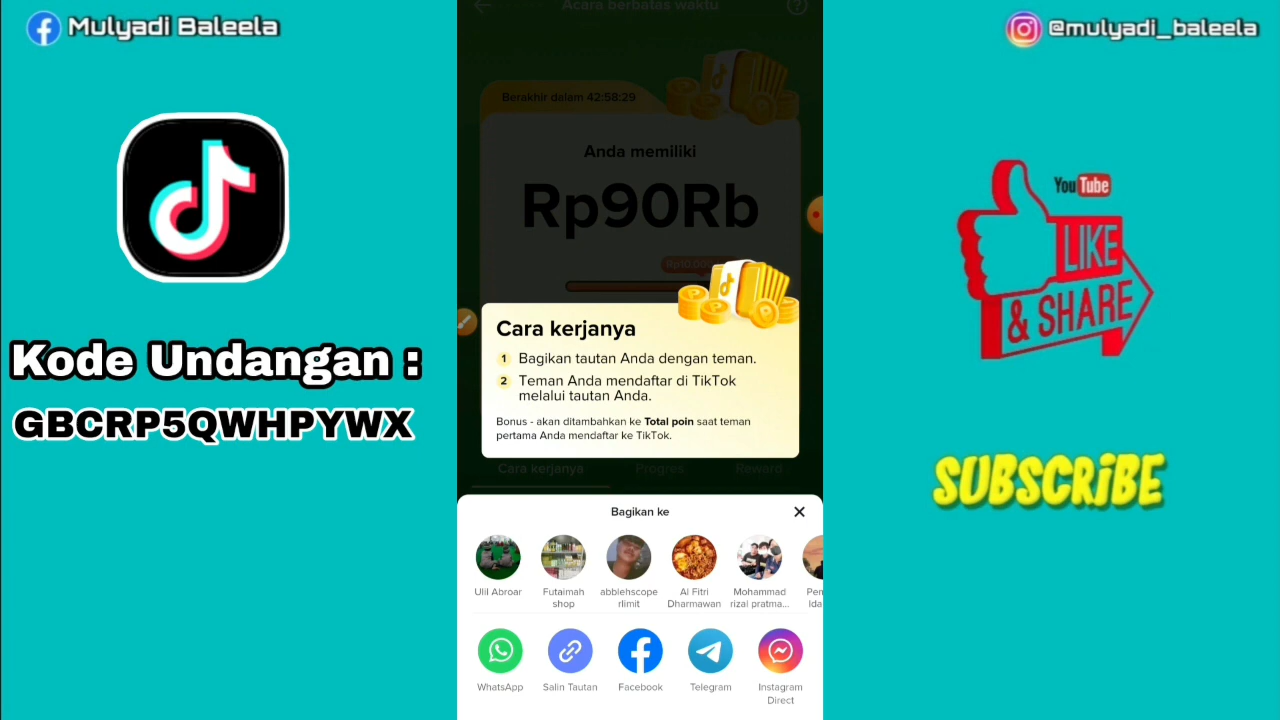 Mulyadi Baleela
@mulyadi_baleela
Kode Undangan :
GBCRP5QWHPYWX
Acara berbatas waktu
Berakhir dalam 42:58:29
Anda memiliki
Rp90Rb
Cara kerjanya
1 Bagikan tautan Anda dengan teman.
2 Teman Anda mendaftar di TikTok
melalui tautan Anda.
Bonus - akan ditambahkan ke Total poin saat teman
pertama Anda mendaftar ke TikTok.
Cara kerjanya Progres Reward
Bagikan ke
Ulil Abroar
Futaimah
shop
abbiehscope
rlimit
Ai Fitri
Dharmawan
Mohammad
rizai pratma...
WhatsApp
Salin Tautan
Facebook
Telegram
Instagram
Direct
YouTube
LIKE
& SHARE
SUBSCRIBE